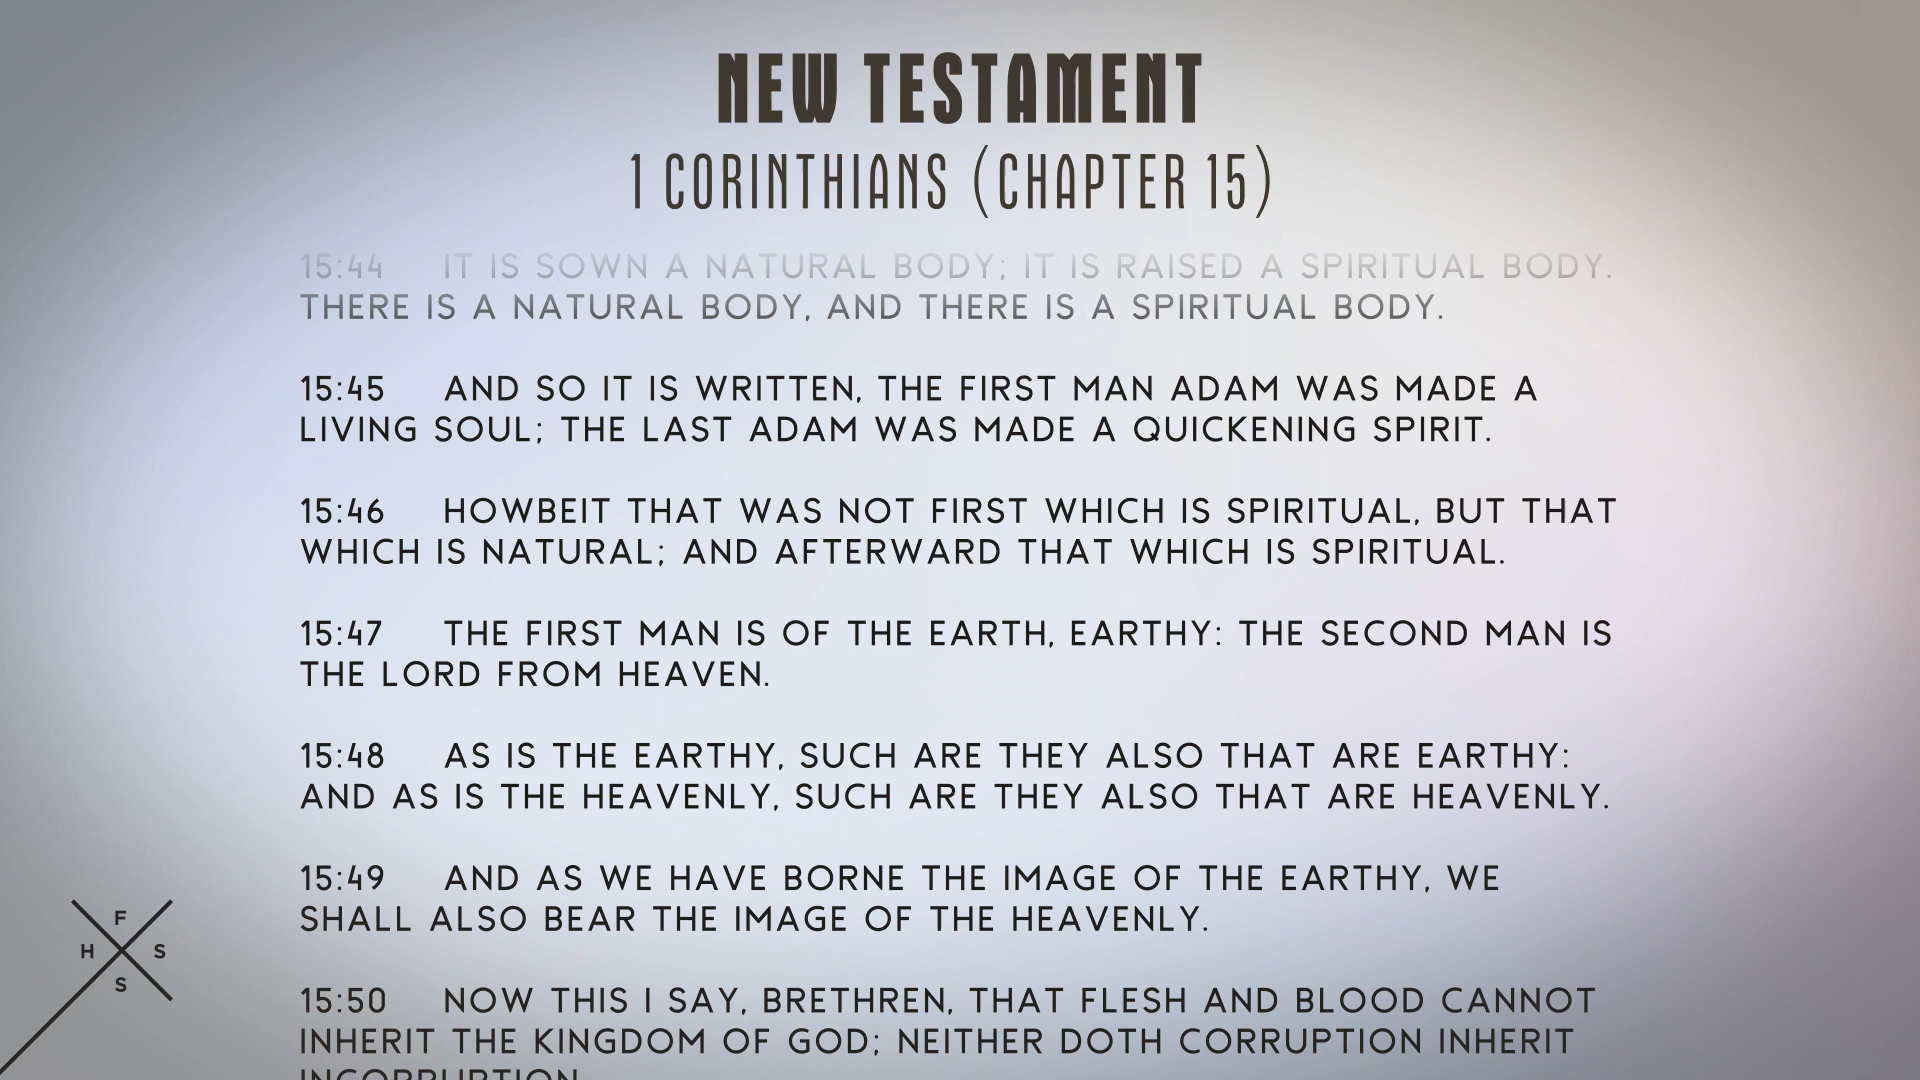 NEW TESTAMENT
1 CORINTHIANS (CHAPTER 15)
15:44 IT IS SOWN A NATURAL BODY; IT IS RAISED A SPIRITUAL BODY.
THERE IS A NATURAL BODY, AND THERE IS A SPIRITUAL BODY.
15:45 AND SO IT IS WRITTEN, THE FIRST MAN ADAM WAS MADE A
LIVING SOUL; THE LAST ADAM WAS MADE A QUICKENING SPIRIT.
15:46 HOWBEIT THAT WAS NOT FIRST WHICH IS SPIRITUAL, BUT THAT
WHICH IS NATURAL; AND AFTERWARD THAT WHICH IS SPIRITUAL.
15:47 THE FIRST MAN IS OF THE EARTH, EARTHY: THE SECOND MAN IS
THE LORD FROM HEAVEN.
15:48 AS IS THE EARTHY, SUCH ARE THEY ALSO THAT ARE EARTHY:
AND AS IS THE HEAVENLY, SUCH ARE THEY ALSO THAT ARE HEAVENLY.
15:49 AND AS WE HAVE BORNE THE IMAGE OF THE EARTHY, WE
SHALL ALSO BEAR THE IMAGE OF THE HEAVENLY.
15:50 NOW THIS I SAY, BRETHREN, THAT FLESH AND BLOOD CANNOT
INHERIT THE KINGDOM OF GOD; NEITHER DOTH CORRUPTION INHERIT
INCORRUPTION
F
H S
S